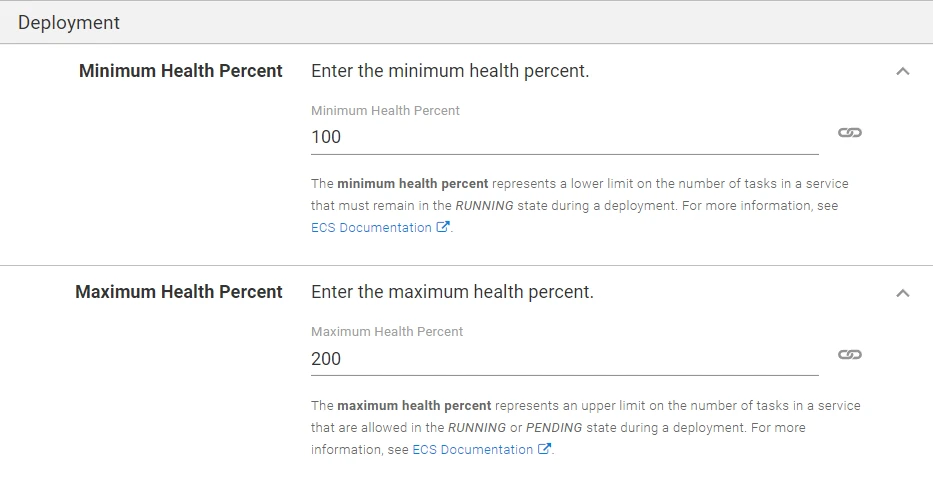 Deployment
Minimum Health Percent
Enter the minimum health percent.
Minimum Health Percent
100
The minimum health percent represents a lower limit on the number of tasks in a service
that must remain in the RUNNING state during a deployment. For more information, see
ECS Documentation.
Maximum Health Percent
Enter the maximum health percent.
Maximum Health Percent
200
The maximum health percent represents an upper limit on the number of tasks in a service
that are allowed in the RUNNING or PENDING state during a deployment. For more
information, see ECS Documentation.